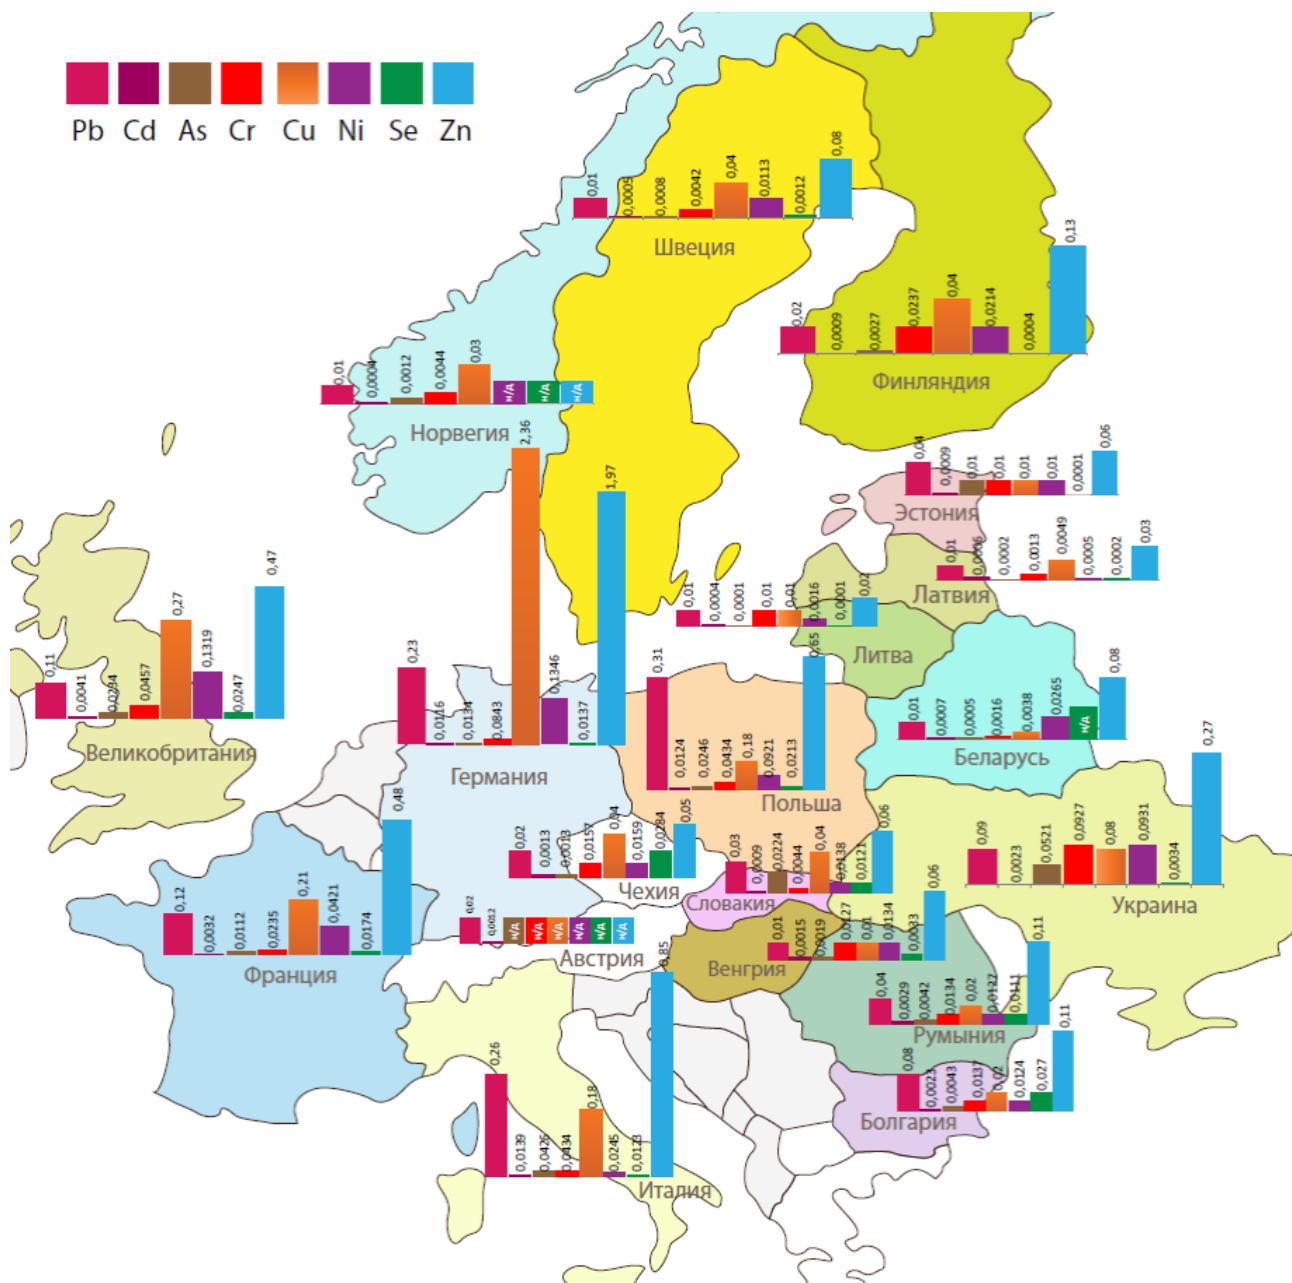 Pb Cd As Cr Cu Ni Se Zn
0,01 0,0005 0,0008 0,0042 0,04 0,0113 0,0012 0,08
Швеция
0,02 0,0009 0,0027 0,0237 0,04 0,0214 0,0004 0,13
Финляндия
0,01 0,0004 0,0012 0,0044 0,03 н/д н/д н/д
Норвегия
0,04 0,0009 0,01 0,01 0,01 0,01 0,0001 0,06
Эстония
0,01 0,0006 0,0002 0,0013 0,0049 0,0005 0,0002 0,03
Латвия
0,01 0,0004 0,0001 0,01 0,01 0,0016 0,0001 0,02
Литва
0,11 0,0041 0,0294 0,0457 0,27 0,1319 0,0247 0,47
Великобритания
0,23 0,0116 0,0134 0,0843 2,36 0,1346 0,0137 1,97
Германия
0,31 0,0124 0,0246 0,0434 0,18 0,0921 0,0213 0,65
Польша
0,01 0,0007 0,0005 0,0016 0,0038 0,0265 н/д 0,08
Беларусь
0,09 0,0023 0,0521 0,0927 0,08 0,0931 0,0034 0,27
Украина
0,02 0,0013 0,0013 0,0157 0,04 0,0159 0,0284 0,05
Чехия
0,03 0,0009 0,0224 0,0044 0,04 0,0138 0,0121 0,06
Словакия
0,12 0,0032 0,0112 0,0235 0,21 0,0421 0,0174 0,48
Франция
0,02 0,0012 н/д н/д н/д н/д н/д н/д
Австрия
0,01 0,0015 0,0019 0,0127 0,01 0,0134 0,0033 0,06
Венгрия
0,04 0,0029 0,0042 0,0134 0,02 0,0127 0,0111 0,11
Румыния
0,08 0,0023 0,0043 0,0137 0,02 0,0124 0,027 0,11
Болгария
0,26 0,0139 0,0426 0,0434 0,18 0,0245 0,0123 0,85
Италия